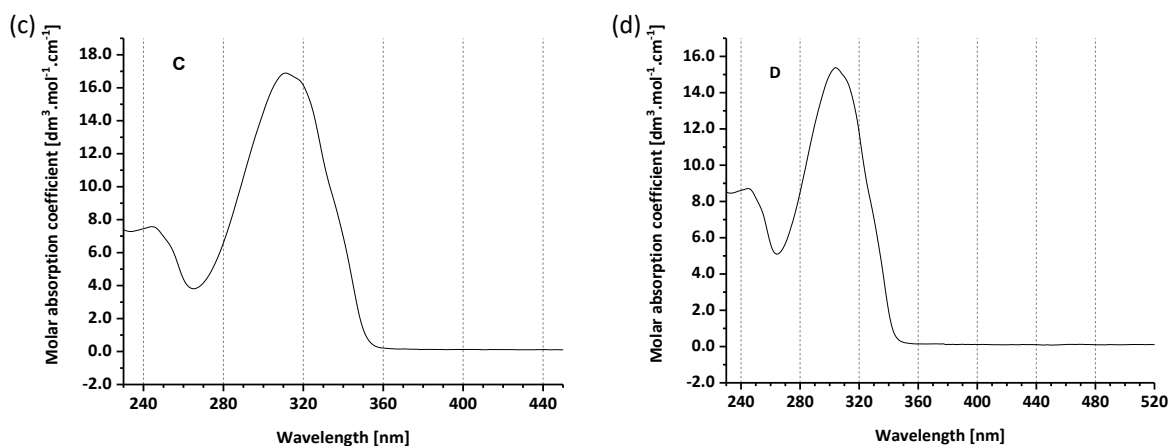 (c)
Molar absorption coefficient [dm³.mol⁻¹.cm⁻¹]
18.0
16.0
14.0
12.0
10.0
8.0
6.0
4.0
2.0
0.0
-2.0
C
240 280 320 360 400 440
Wavelength [nm]
(d)
Molar absorption coefficient [dm³.mol⁻¹.cm⁻¹]
16.0
14.0
12.0
10.0
8.0
6.0
4.0
2.0
0.0
-2.0
D
240 280 320 360 400 440 480 520
Wavelength [nm]